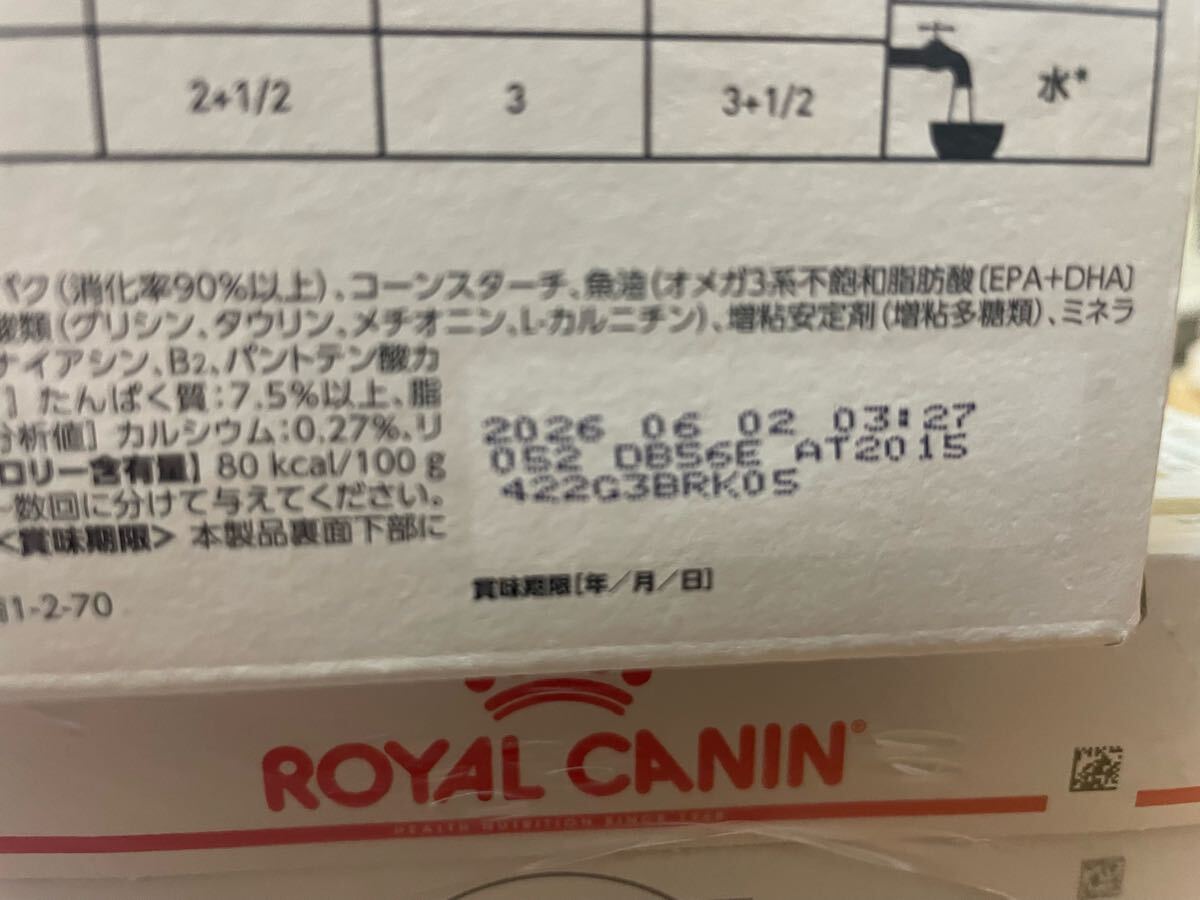 2+1/2 3 3+1/2 水*
パク(消化率90%以上)、コーンスターチ、魚油(オメガ3系不飽和脂肪酸〔EPA+DHA〕
酸類(グリシン、タウリン、メチオニン、L-カルニチン)、増粘安定剤(増粘多糖類)、ミネラ
ナイアシン、B2、パントテン酸カ
] たんぱく質:7.5%以上、脂
分析値] カルシウム:0.27%、リ
ロリー含有量】 80 kcal/100 g
~数回に分けて与えてください。
<賞味期限> 本製品裏面下部に
1-2-70
2026 06 02 03:27
052 DB56E AT2015
422G3BRK05
賞味期限[年/月/日]
ROYAL CANIN®
HEALTH NUTRITION SINCE 1968